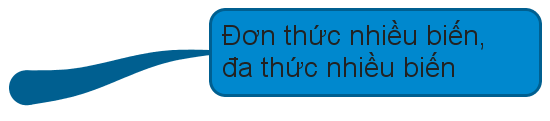 Đơn thức nhiều biến,
đa thức nhiều biến